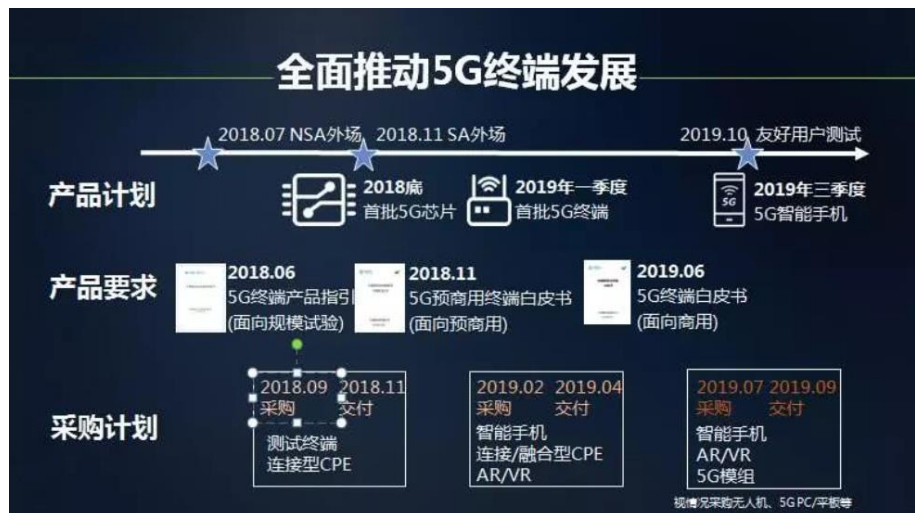 全面推动5G终端发展
2018.07 NSA外场
2018.11 SA外场
2019.10 友好用户测试
产品计划
2018底
首批5G芯片
2019年一季度
首批5G终端
5G
2019年三季度
5G智能手机
产品要求
2018.06
5G终端产品指引
(面向规模试验)
2018.11
5G预商用终端白皮书
(面向预商用)
2019.06
5G终端白皮书
(面向商用)
采购计划
2018.09 2018.11
采购 交付
测试终端
连接型CPE
2019.02 2019.04
采购 交付
智能手机
连接/融合型CPE
AR/VR
2019.07 2019.09
采购 交付
智能手机
AR/VR
5G模组
视情况采购无人机、5G PC/平板等